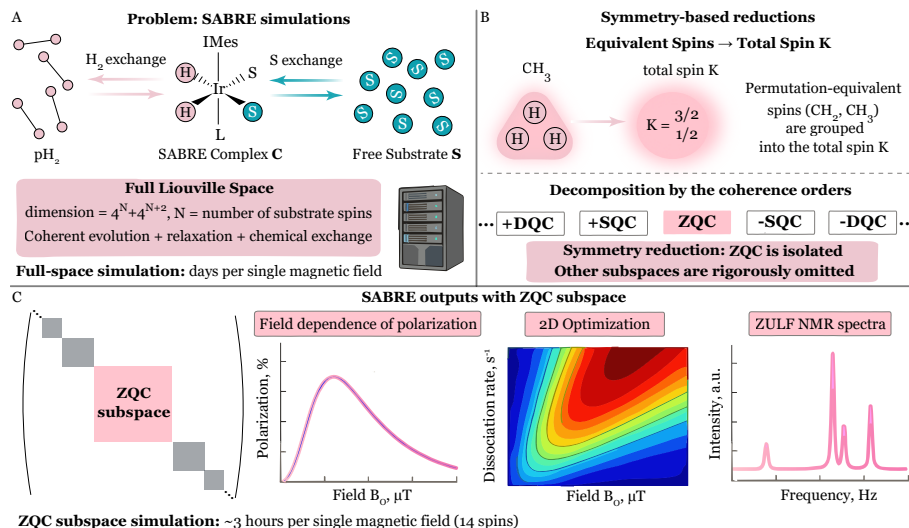 A
Problem: SABRE simulations
IMes
H₂ exchange
S exchange
H
S
Ir
H
S
L
S
S
S
S
S
S
S
S
S
S
pH₂
SABRE Complex C
Free Substrate S
Full Liouville Space
dimension = 4ᴺ+4ᴺ⁺², N = number of substrate spins
Coherent evolution + relaxation + chemical exchange
Full-space simulation: days per single magnetic field
B
Symmetry-based reductions
Equivalent Spins → Total Spin K
CH₃
total spin K
H
H
H
K = 3/2
1/2
Permutation-equivalent
spins (CH₂, CH₃)
are grouped
into the total spin K
Decomposition by the coherence orders
... +DQC +SQC ZQC -SQC -DQC ...
Symmetry reduction: ZQC is isolated
Other subspaces are rigorously omitted
C
SABRE outputs with ZQC subspace
ZQC
subspace
Field dependence of polarization
Polarization, %
Field B₀, μT
2D Optimization
Dissociation rate, s⁻¹
Field B₀, μT
ZULF NMR spectra
Intensity, a.u.
Frequency, Hz
ZQC subspace simulation: ~3 hours per single magnetic field (14 spins)